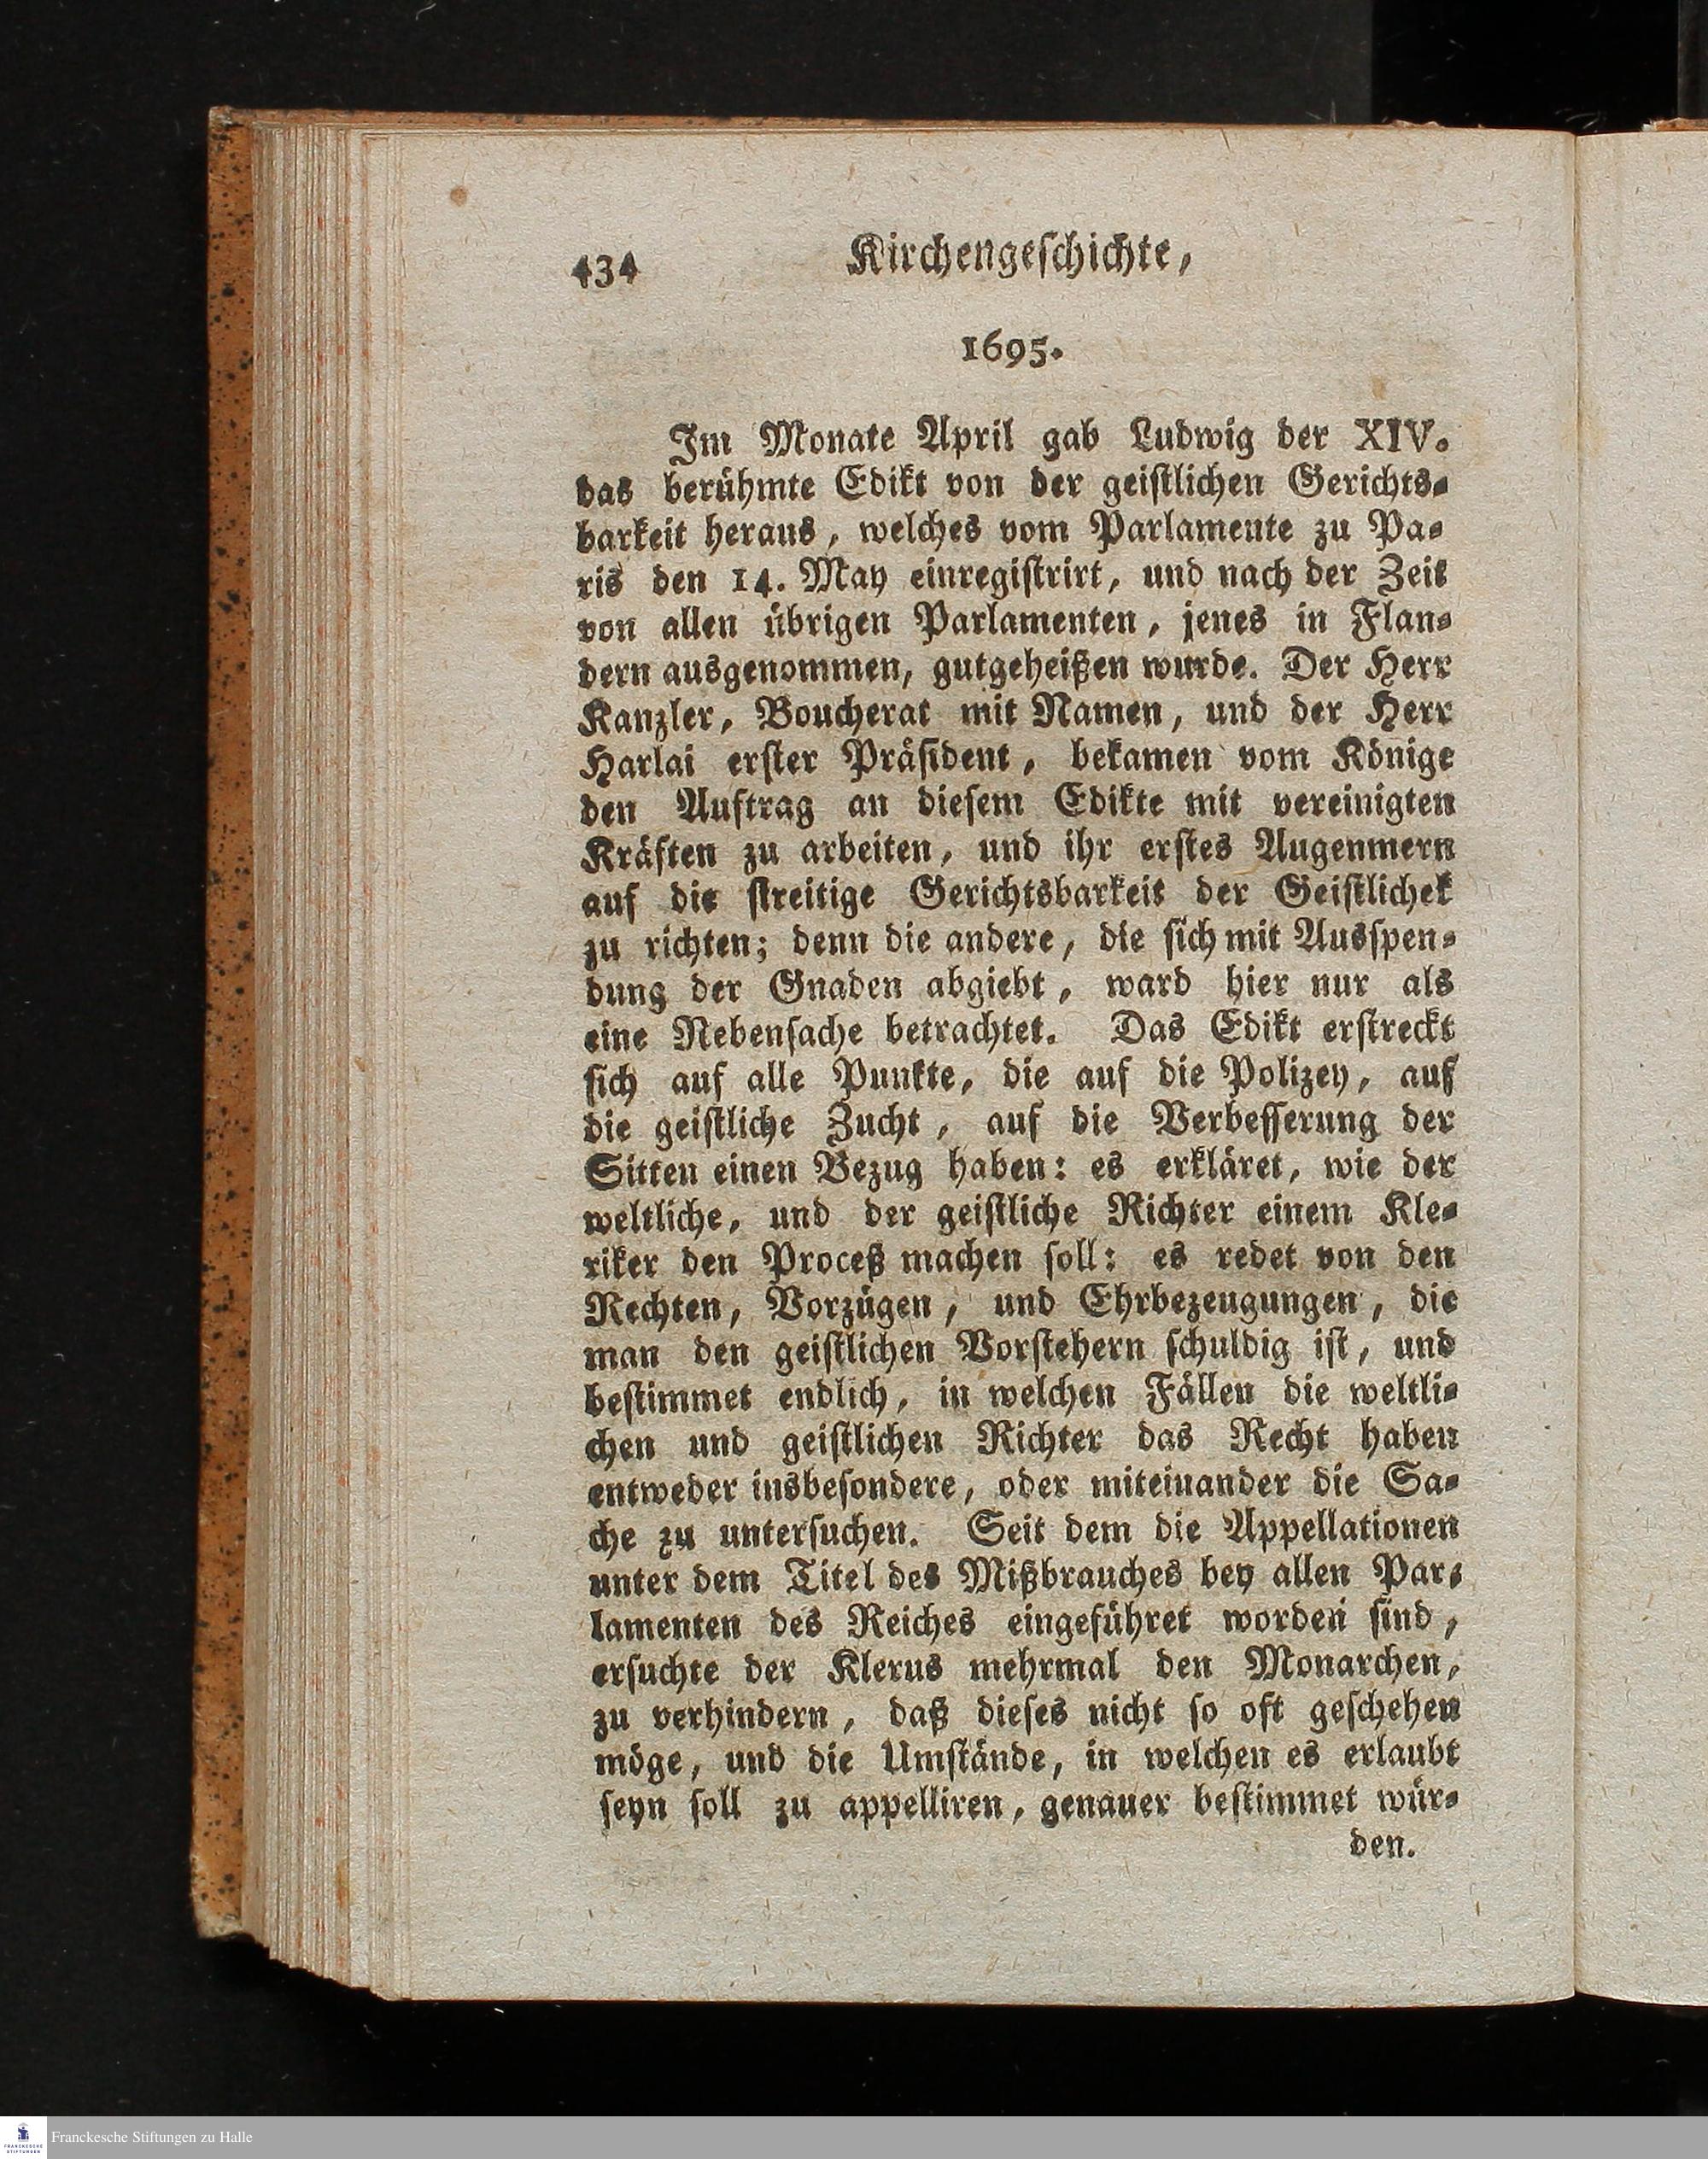 434 Kirchengeschichte,
1695.
Im Monate April gab Ludwig der XIV.
das berühmte Edikt von der geistlichen Gerichts-
barkeit heraus, welches vom Parlamente zu Pa-
ris den 14. May einregistrirt, und nach der Zeit
von allen übrigen Parlamenten, jenes in Flan-
dern ausgenommen, gutgeheißen wurde. Der Herr
Kanzler, Boucherat mit Namen, und der Herr
Harlai erster Präsident, bekamen vom Könige
den Auftrag an diesem Edikte mit vereinigten
Kräften zu arbeiten, und ihr erstes Augenmern
auf die streitige Gerichtsbarkeit der Geistlichek
zu richten; denn die andere, die sich mit Ausspen-
dung der Gnaden abgiebt, ward hier nur als
eine Nebensache betrachtet. Das Edikt erstreckt
sich auf alle Punkte, die auf die Polizey, auf
die geistliche Zucht, auf die Verbesserung der
Sitten einen Bezug haben: es erkläret, wie der
weltliche, und der geistliche Richter einem Kle-
riker den Proceß machen soll: es redet von den
Rechten, Vorzügen, und Ehrbezeugungen, die
man den geistlichen Vorstehern schuldig ist, und
bestimmet endlich, in welchen Fällen die weltli-
chen und geistlichen Richter das Recht haben
entweder insbesondere, oder miteinander die Sa-
che zu untersuchen. Seit dem die Appellationen
unter dem Titel des Mißbrauches bey allen Par-
lamenten des Reiches eingeführet worden sind,
ersuchte der Klerus mehrmal den Monarchen,
zu verhindern, daß dieses nicht so oft geschehen
möge, und die Umstände, in welchen es erlaubt
seyn soll zu appelliren, genauer bestimmet wür-
den.
FRANCKESCHE
STIFTUNGEN
Franckesche Stiftungen zu Halle